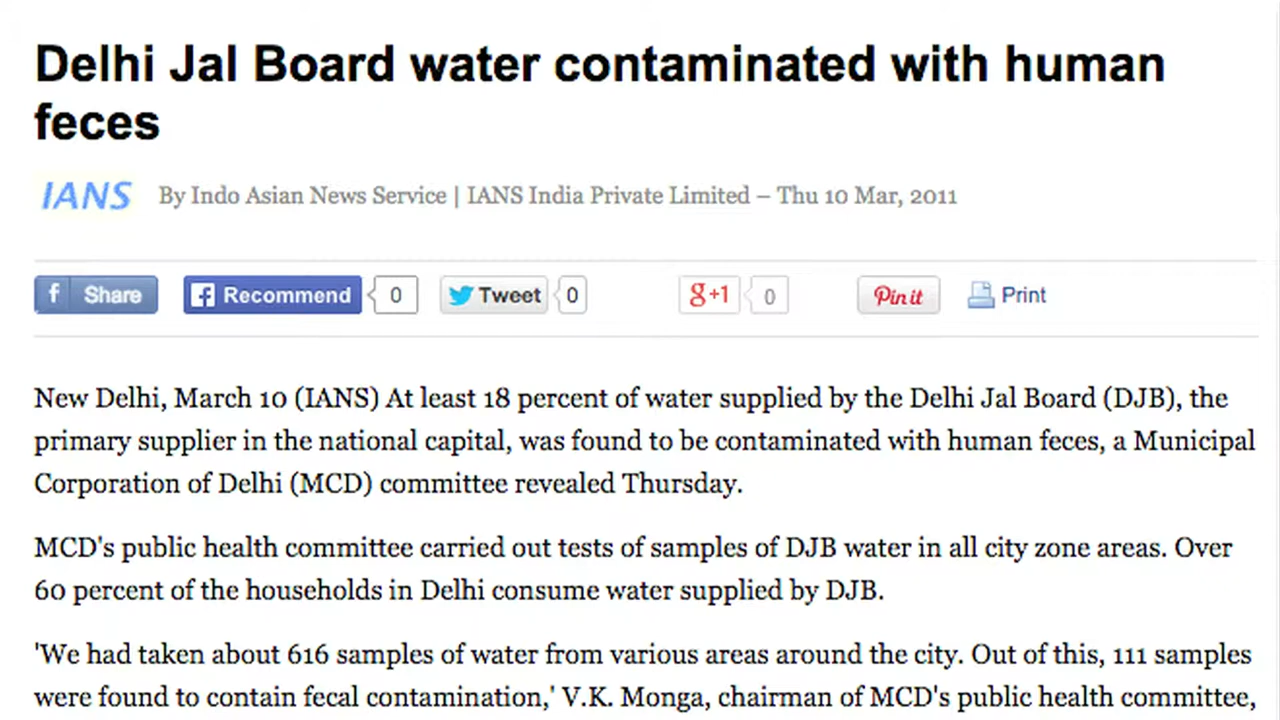 Delhi Jal Board water contaminated with human
feces
IANS By Indo Asian News Service | IANS India Private Limited – Thu 10 Mar, 2011
f Share f Recommend 0 Tweet 0 g+1 0 Pin it Print
New Delhi, March 10 (IANS) At least 18 percent of water supplied by the Delhi Jal Board (DJB), the
primary supplier in the national capital, was found to be contaminated with human feces, a Municipal
Corporation of Delhi (MCD) committee revealed Thursday.
MCD's public health committee carried out tests of samples of DJB water in all city zone areas. Over
60 percent of the households in Delhi consume water supplied by DJB.
'We had taken about 616 samples of water from various areas around the city. Out of this, 111 samples
were found to contain fecal contamination,' V.K. Monga, chairman of MCD's public health committee,